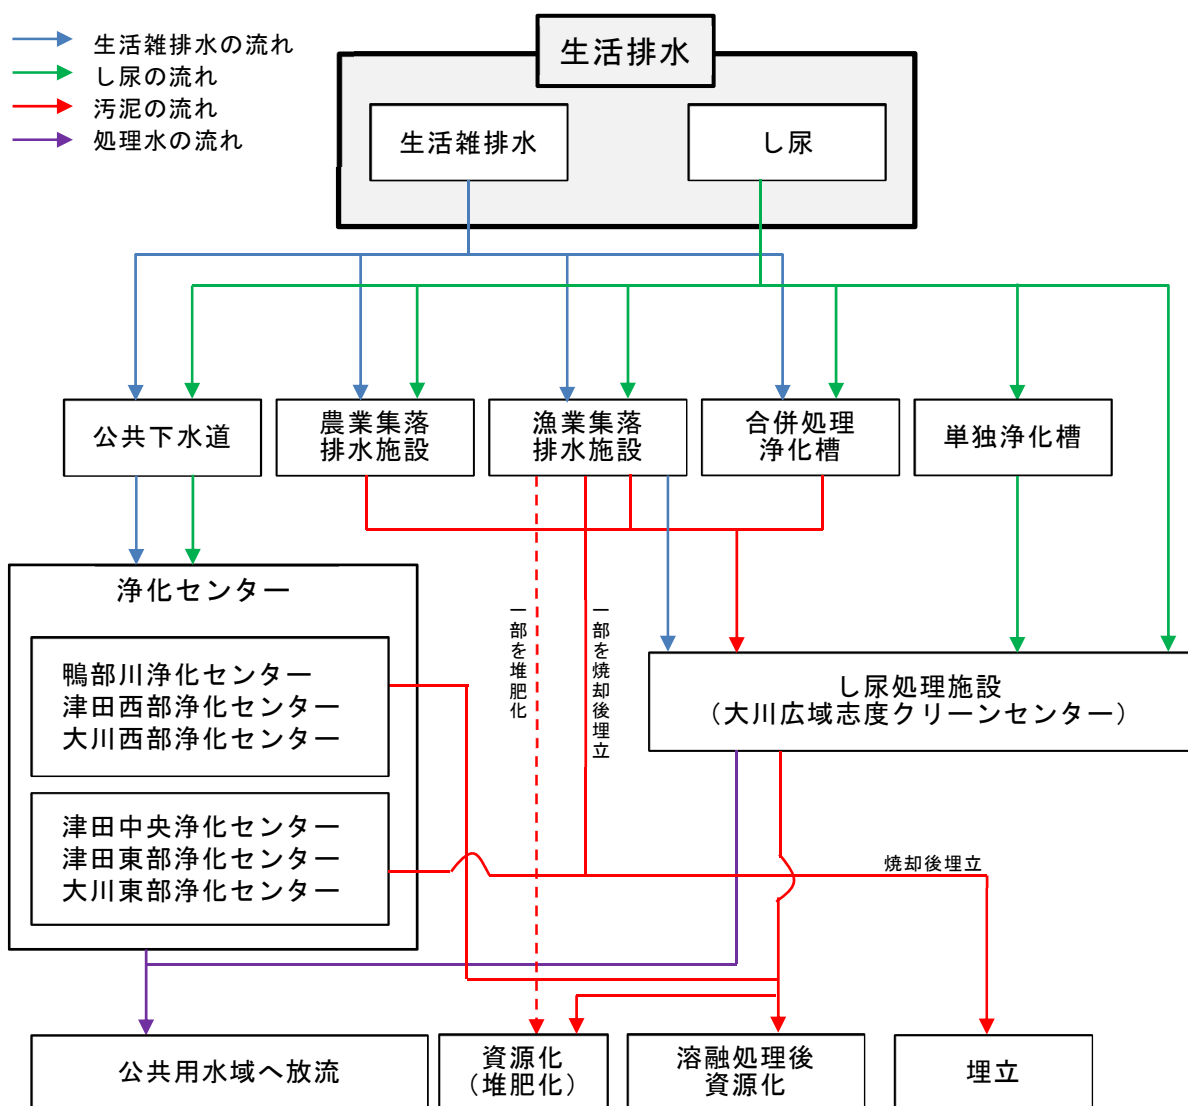 生活雑排水の流れ
し尿の流れ
汚泥の流れ
処理水の流れ
生活排水
生活雑排水
し尿
公共下水道
農業集落
排水施設
漁業集落
排水施設
合併処理
浄化槽
単独浄化槽
浄化センター
鴨部川浄化センター
津田西部浄化センター
大川西部浄化センター
津田中央浄化センター
津田東部浄化センター
大川東部浄化センター
一部を堆肥化
一部を焼却後埋立
し尿処理施設
（大川広域志度クリーンセンター）
焼却後埋立
公共用水域へ放流
資源化
（堆肥化）
溶融処理後
資源化
埋立